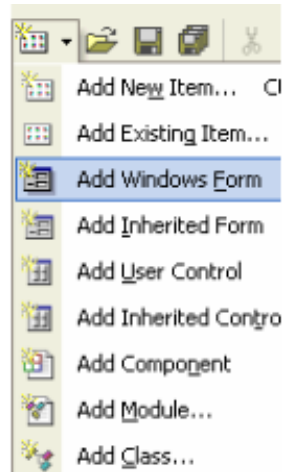 Add New Item...
Add Existing Item...
Add Windows Form
Add Inherited Form
Add User Control
Add Inherited Contro
Add Component
Add Module...
Add Class...